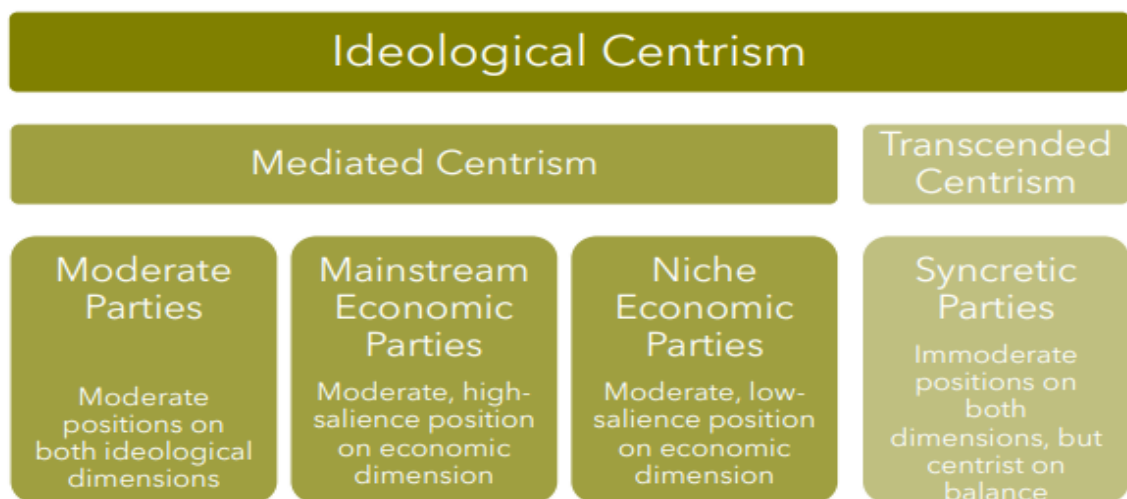 Ideological Centrism
Mediated Centrism
Transcended
Centrism
Moderate
Parties
Moderate
positions on
both ideological
dimensions
Mainstream
Economic
Parties
Moderate, high-
salience position
on economic
dimension
Niche
Economic
Parties
Moderate, low-
salience position
on economic
dimension
Syncretic
Parties
Immoderate
positions on
both
dimensions, but
centrist on
balance